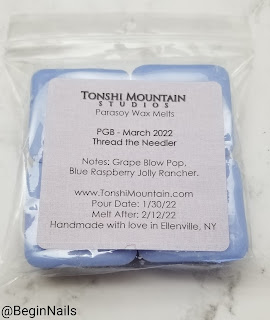 TONSHI MOUNTAIN
STUDIOS
Parasoy Wax Melts
PGB - March 2022
Thread the Needler
Notes: Grape Blow Pop,
Blue Raspberry Jolly Rancher.
www.TonshiMountain.com
Pour Date: 1/30/22
Melt After: 2/12/22
Handmade with love in Ellenville, NY
@BeginNails